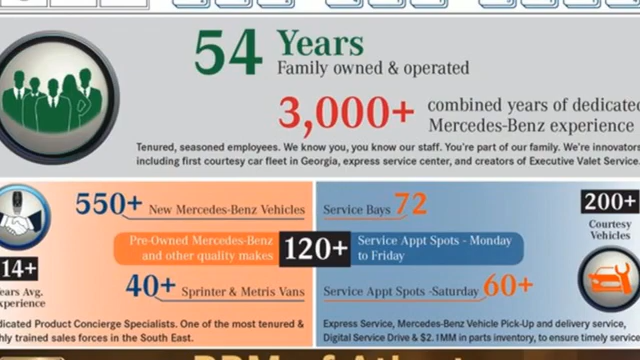 54 Years
Family owned & operated
3,000+ combined years of dedicated
Mercedes-Benz experience
Tenured, seasoned employees. We know you, you know our staff. You're part of our family. We're innovators
including first courtesy car fleet in Georgia, express service center, and creators of Executive Valet Service.
550+ New Mercedes-Benz Vehicles
Pre-Owned Mercedes-Benz
and other quality makes
120+
40+ Sprinter & Metris Vans
14+
Years Avg.
Experience
dicated Product Concierge Specialists. One of the most tenured &
hly trained sales forces in the South East.
Service Bays 72
Service Appt Spots - Monday
to Friday
Service Appt Spots -Saturday 60+
200+
Courtesy
Vehicles
Express Service, Mercedes-Benz Vehicle Pick-Up and delivery service,
Digital Service Drive & $2.1MM in parts inventory, to ensure timely service